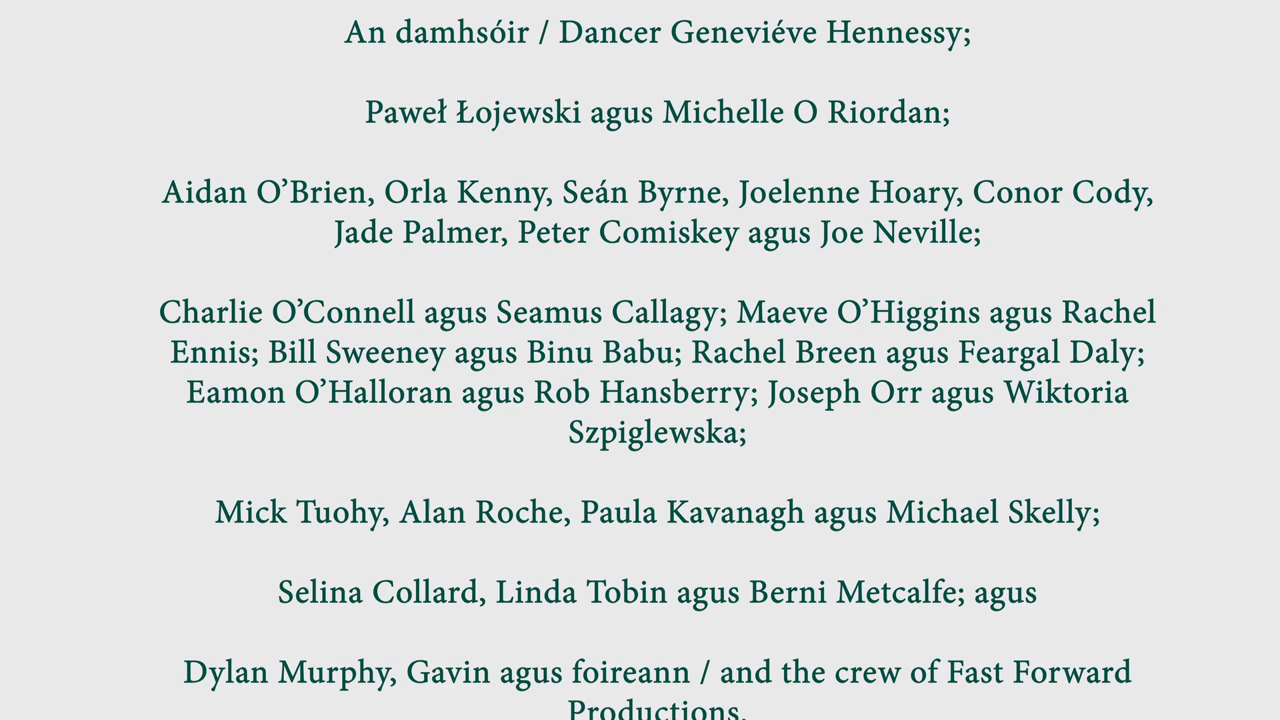 An damhsóir / Dancer Geneviéve Hennessy;
Paweł Łojewski agus Michelle O Riordan;
Aidan O’Brien, Orla Kenny, Seán Byrne, Joelenne Hoary, Conor Cody,
Jade Palmer, Peter Comiskey agus Joe Neville;
Charlie O’Connell agus Seamus Callagy; Maeve O’Higgins agus Rachel
Ennis; Bill Sweeney agus Binu Babu; Rachel Breen agus Feargal Daly;
Eamon O’Halloran agus Rob Hansberry; Joseph Orr agus Wiktoria
Szpiglewska;
Mick Tuohy, Alan Roche, Paula Kavanagh agus Michael Skelly;
Selina Collard, Linda Tobin agus Berni Metcalfe; agus
Dylan Murphy, Gavin agus foireann / and the crew of Fast Forward
Productions.